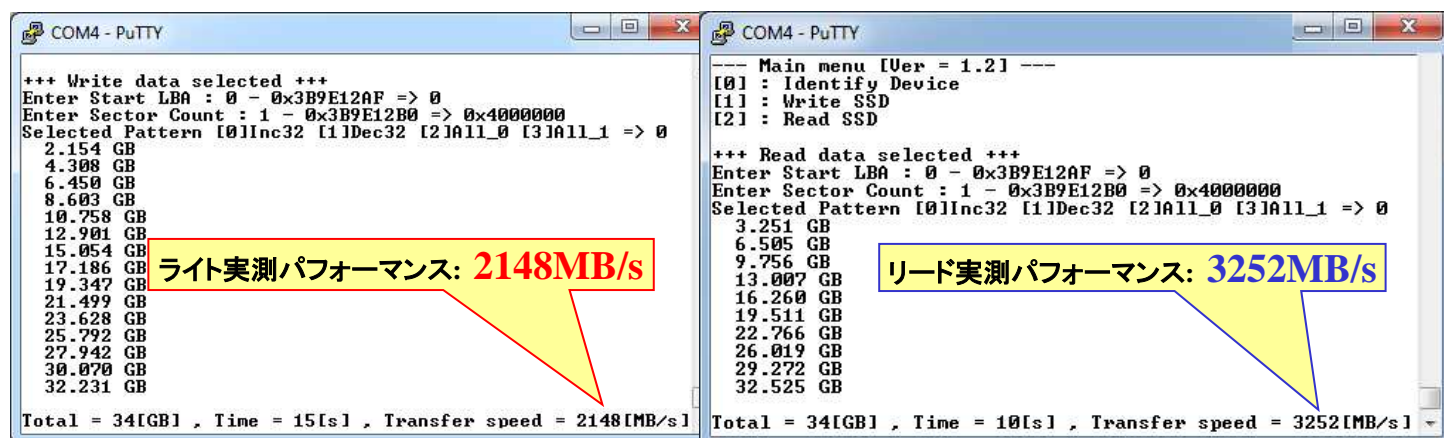 COM4 - PuTTY
+++ Write data selected +++
Enter Start LBA : 0 - 0x3B9E12AF => 0
Enter Sector Count : 1 - 0x3B9E12B0 => 0x4000000
Selected Pattern [0]Inc32 [1]Dec32 [2]All_0 [3]All_1 => 0
2.154 GB
4.308 GB
6.450 GB
8.603 GB
10.758 GB
12.901 GB
15.054 GB
17.186 GB
19.347 GB
21.499 GB
23.628 GB
25.792 GB
27.942 GB
30.070 GB
32.231 GB
ライト実測パフォーマンス: 2148MB/s
Total = 34[GB] , Time = 15[s] , Transfer speed = 2148[MB/s]
COM4 - PuTTY
--- Main menu [Ver = 1.2] ---
[0] : Identify Device
[1] : Write SSD
[2] : Read SSD
+++ Read data selected +++
Enter Start LBA : 0 - 0x3B9E12AF => 0
Enter Sector Count : 1 - 0x3B9E12B0 => 0x4000000
Selected Pattern [0]Inc32 [1]Dec32 [2]All_0 [3]All_1 => 0
3.251 GB
6.505 GB
9.756 GB
13.007 GB
16.260 GB
19.511 GB
22.766 GB
26.019 GB
29.272 GB
32.525 GB
リード実測パフォーマンス: 3252MB/s
Total = 34[GB] , Time = 10[s] , Transfer speed = 3252[MB/s]